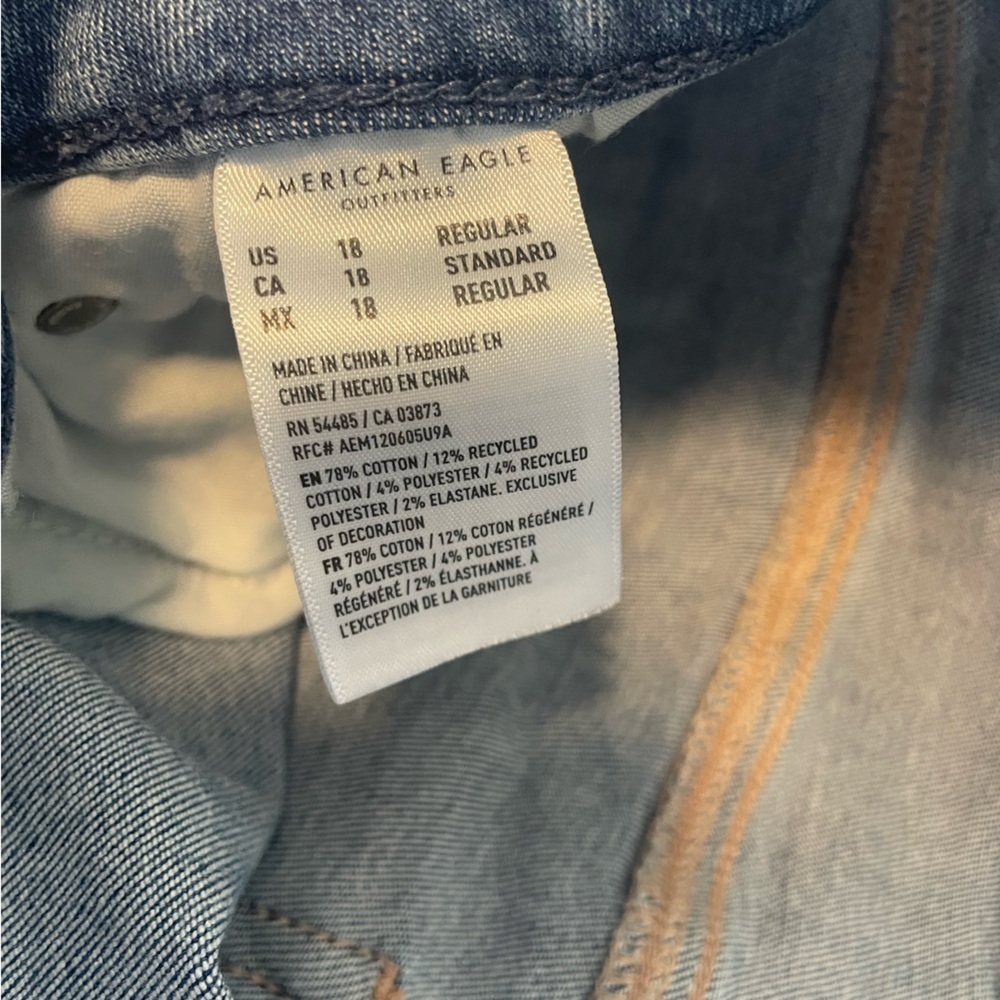 AMERICAN EAGLE
OUTFITTERS
US 18 REGULAR
CA 18 STANDARD
MX 18 REGULAR
MADE IN CHINA / FABRIQUÉ EN
CHINE / HECHO EN CHINA
RN 54485 / CA 03873
RFC# AEM120605U9A
EN 78% COTTON / 12% RECYCLED
COTTON / 4% POLYESTER / 4% RECYCLED
POLYESTER / 2% ELASTANE. EXCLUSIVE
OF DECORATION
FR 78% COTON / 12% COTON RÉGÉNÉRÉ /
4% POLYESTER / 4% POLYESTER
RÉGÉNÉRÉ / 2% ÉLASTHANNE. À
L'EXCEPTION DE LA GARNITURE